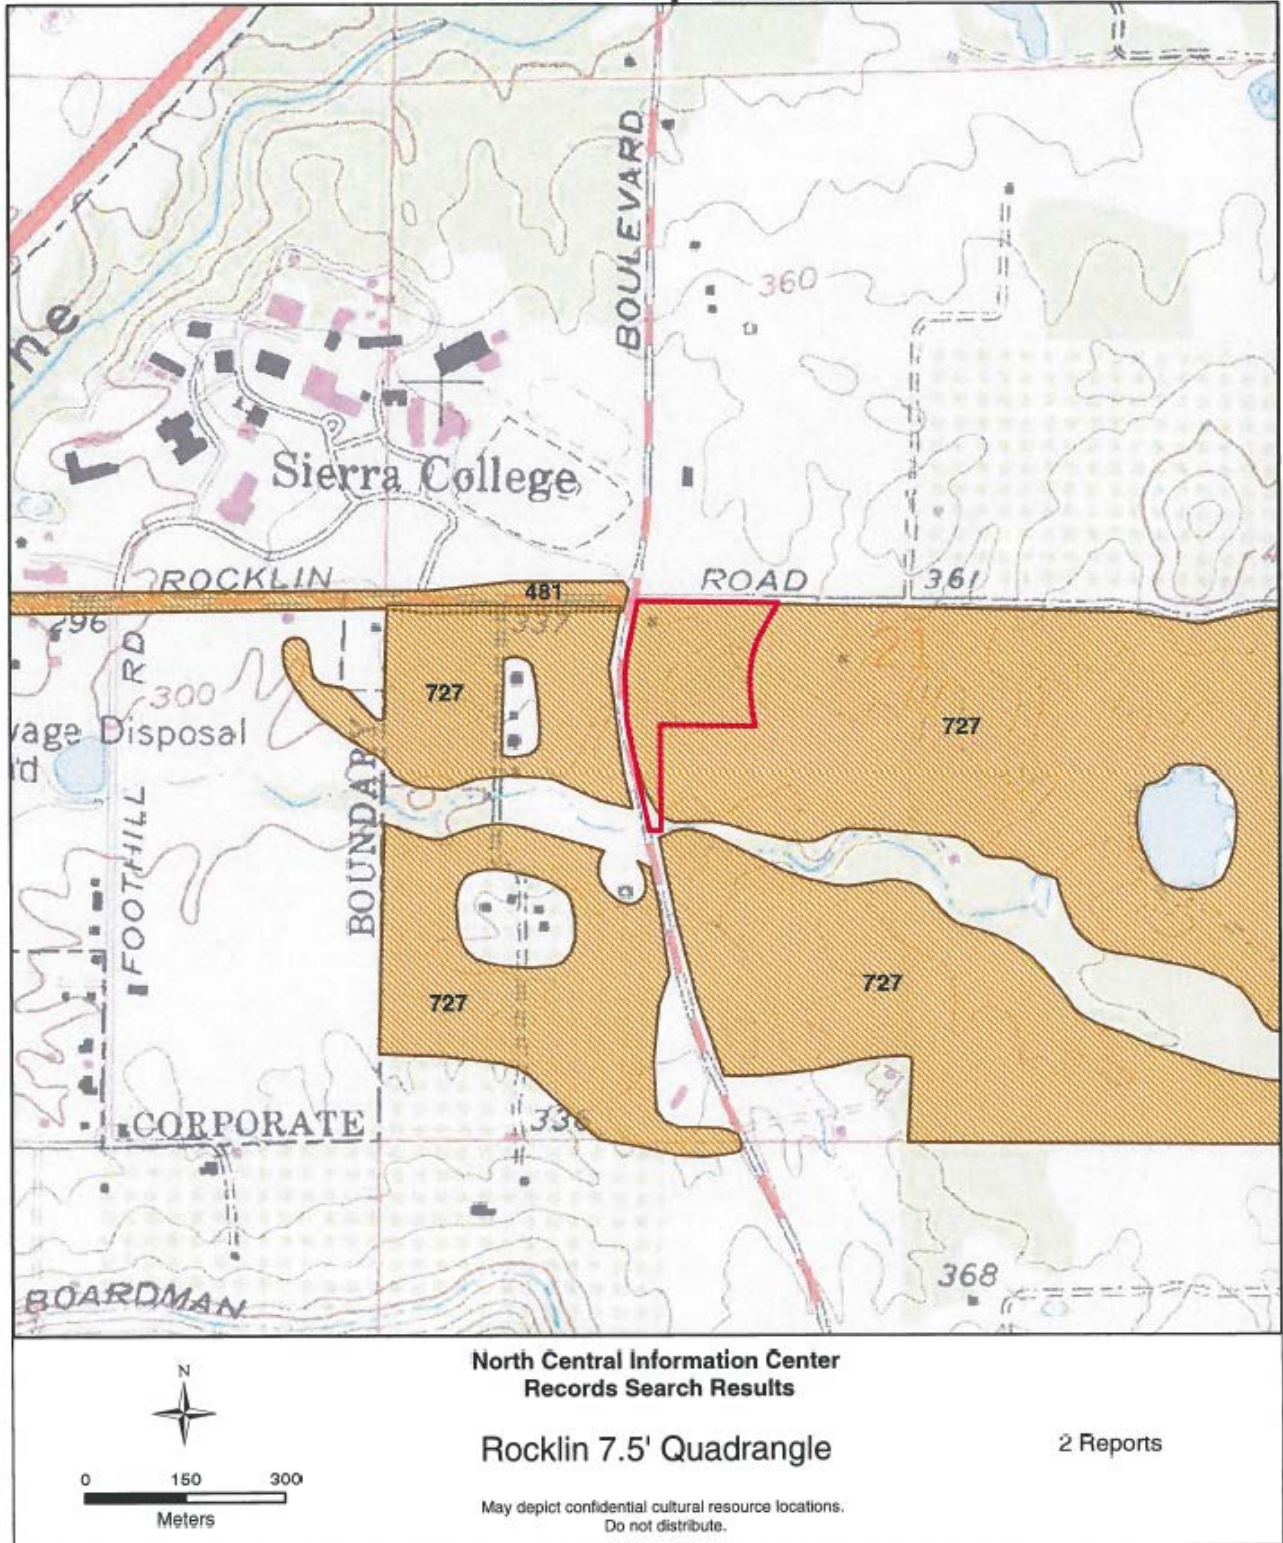 BOULEVARD
360
ne
Sierra College
ROCKLIN
481
ROAD
361
296
337
RD
300
727
727
vage Disposal
d
FOOTHILL
BOUNDARY
727
727
CORPORATE
336
368
BOARDMAN
N
0 150 300
Meters
North Central Information Center
Records Search Results
Rocklin 7.5' Quadrangle
2 Reports
May depict confidential cultural resource locations.
Do not distribute.